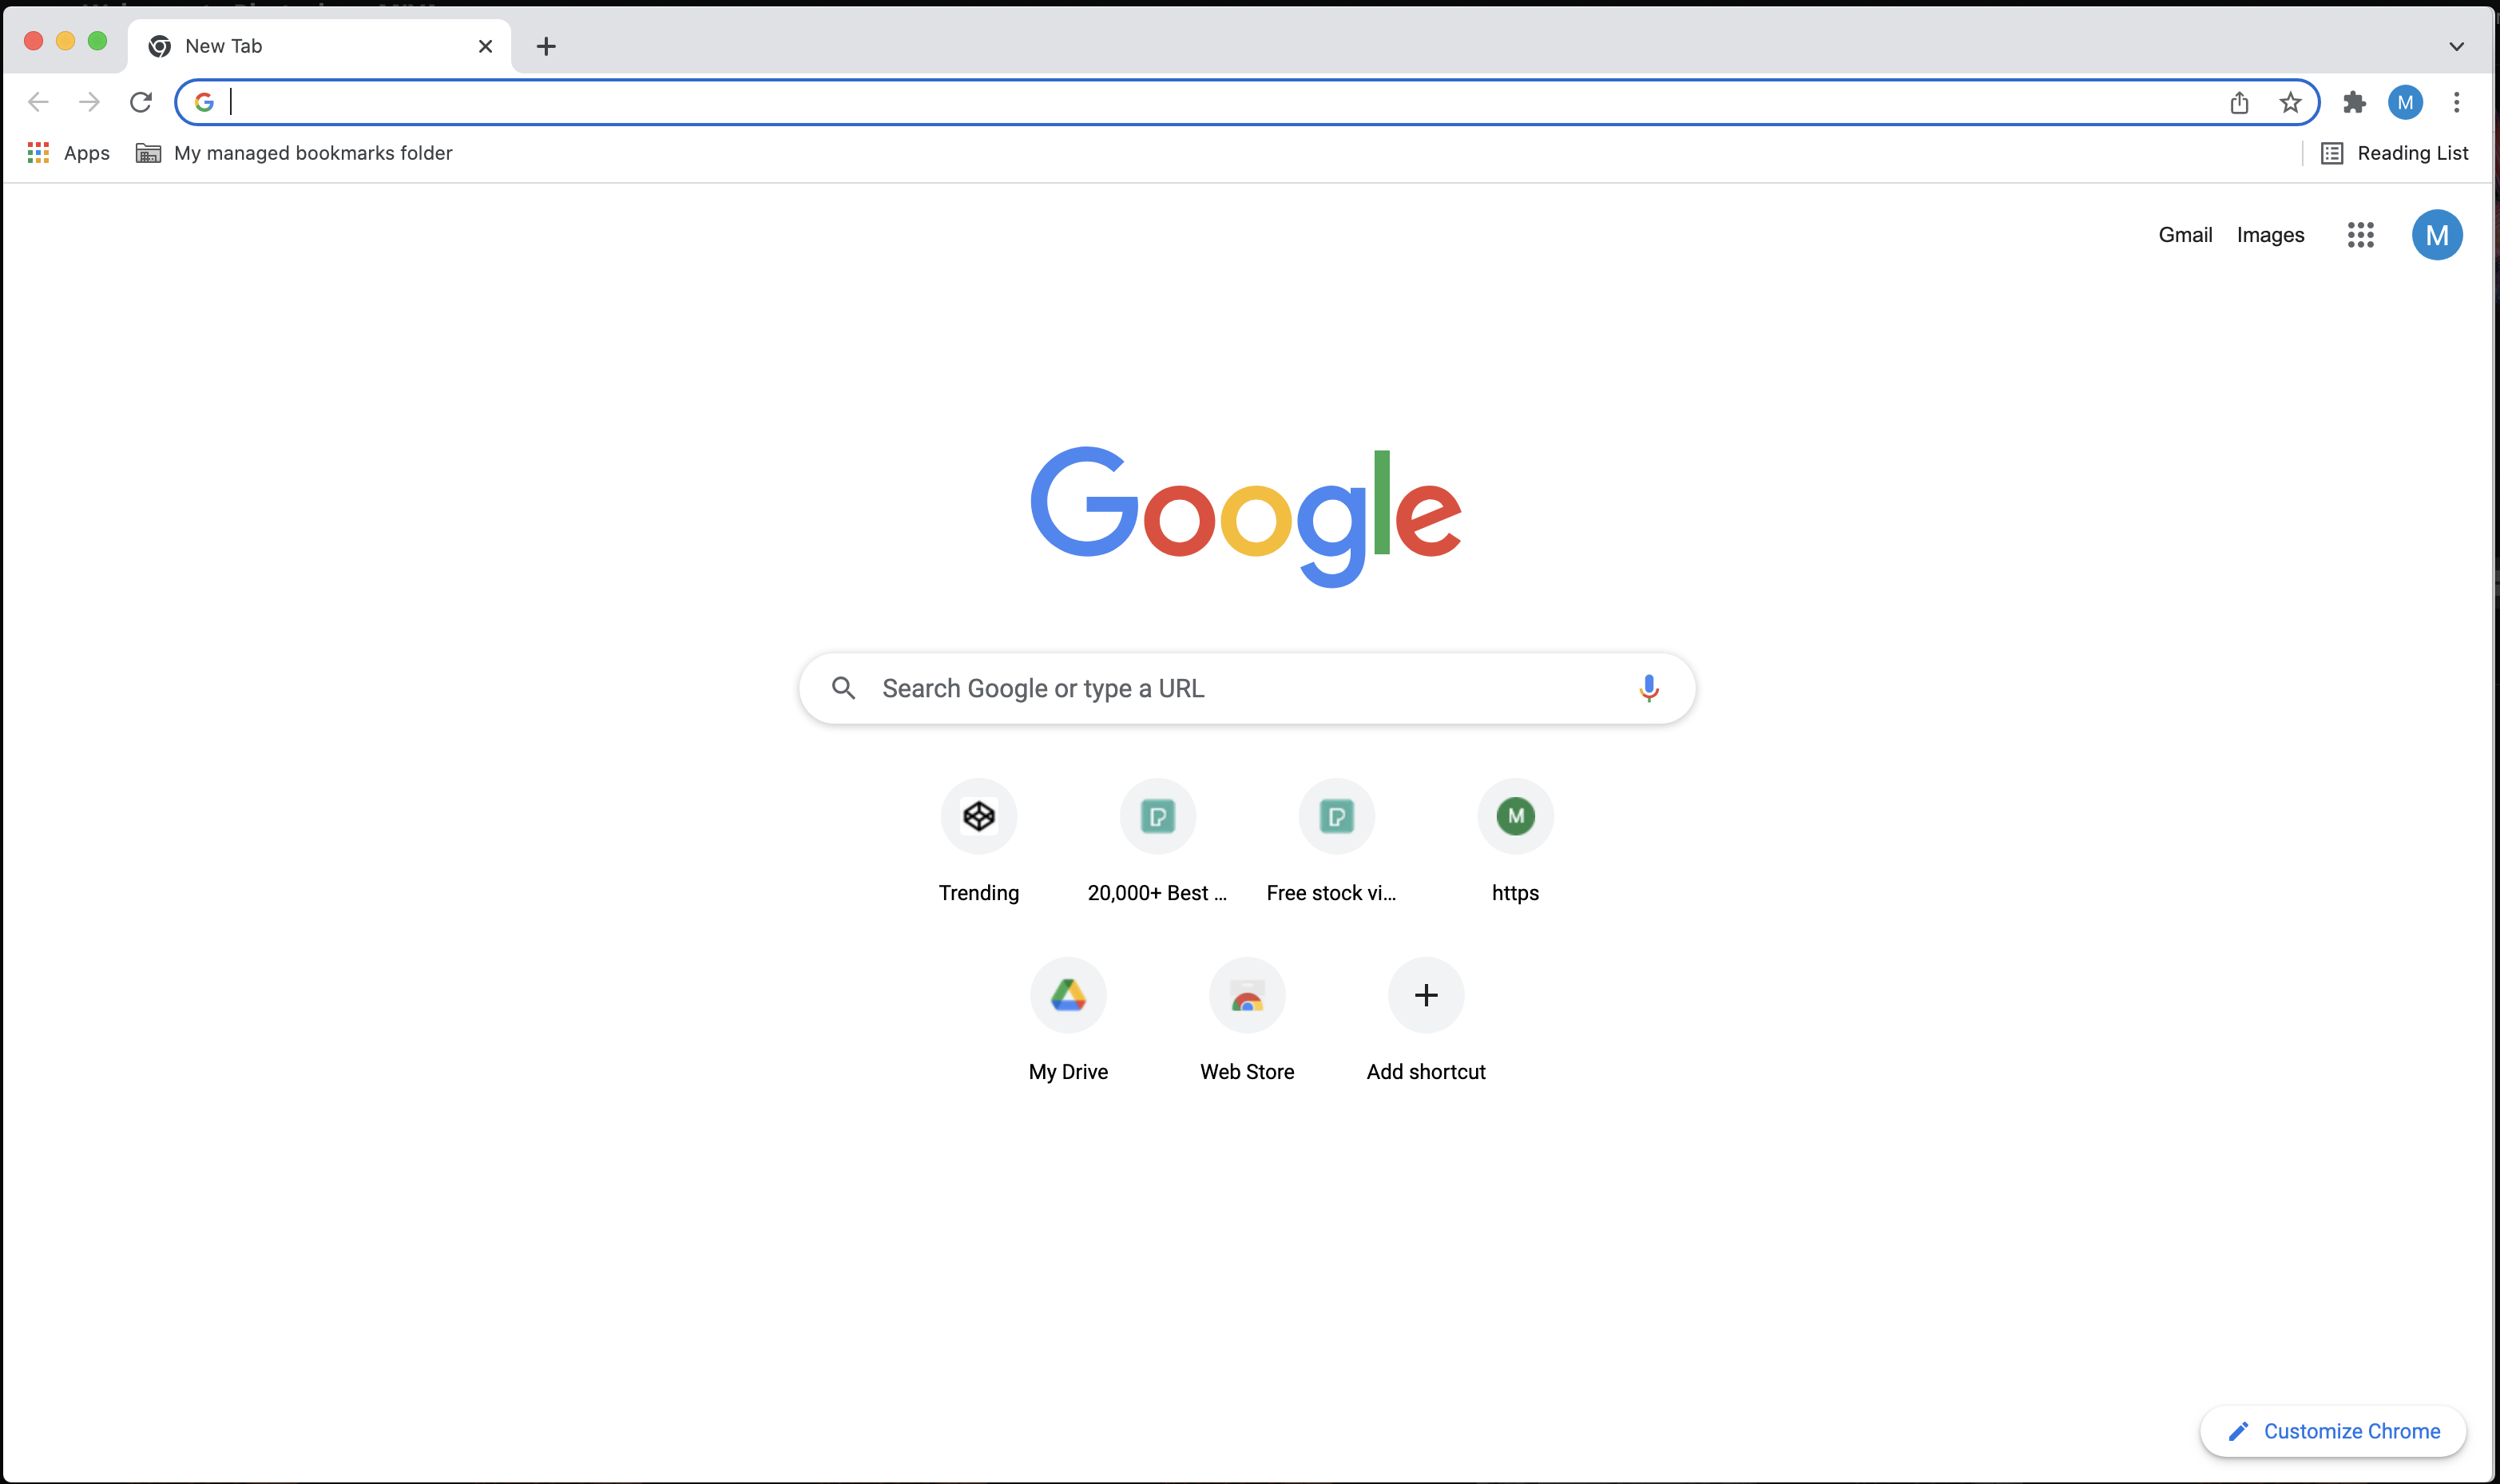 New Tab
M
Apps
My managed bookmarks folder
Reading List
Gmail
Images
M
Google
Search Google or type a URL
M
Trending
20,000+ Best ...
Free stock vi...
https
My Drive
Web Store
Add shortcut
Customize Chrome